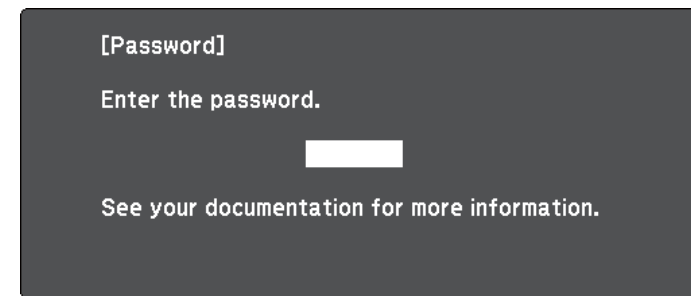 [Password]
Enter the password.
See your documentation for more information.